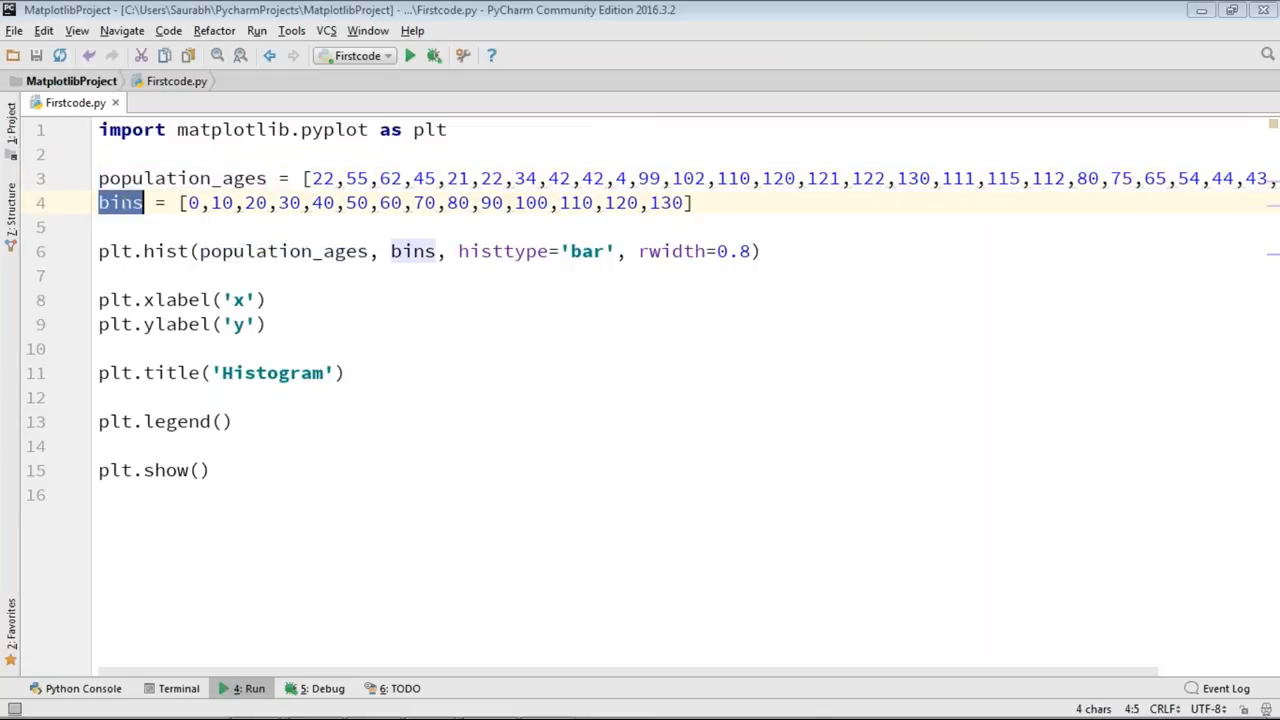 MatplotlibProject - [C:\Users\Saurabh\PycharmProjects\MatplotlibProject] - ...\Firstcode.py - PyCharm Community Edition 2016.3.2
File Edit View Navigate Code Refactor Run Tools VCS Window Help
Firstcode
MatplotlibProject Firstcode.py
Firstcode.py
1: Project
7: Structure
2: Favorites
1 import matplotlib.pyplot as plt
2
3 population_ages = [22,55,62,45,21,22,34,42,42,4,99,102,110,120,121,122,130,111,115,112,80,75,65,54,44,43,
4 bins = [0,10,20,30,40,50,60,70,80,90,100,110,120,130]
5
6 plt.hist(population_ages, bins, histtype='bar', rwidth=0.8)
7
8 plt.xlabel('x')
9 plt.ylabel('y')
10
11 plt.title('Histogram')
12
13 plt.legend()
14
15 plt.show()
16
Python Console Terminal 4: Run 5: Debug 6: TODO Event Log
4 chars 4:5 CRLF÷ UTF-8÷